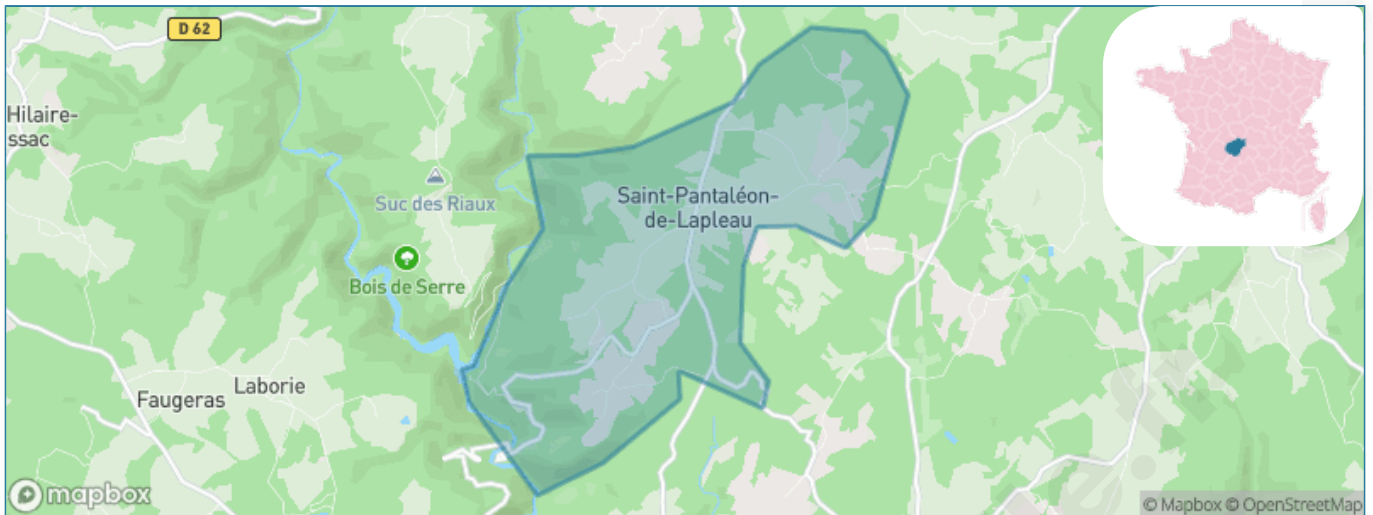 D 62
Hilaire-
ssac
Suc des Riaux
Saint-Pantaléon-
de-Lapleau
Bois de Serre
Laborie
Faugeras
mapbox
© Mapbox © OpenStreetMap